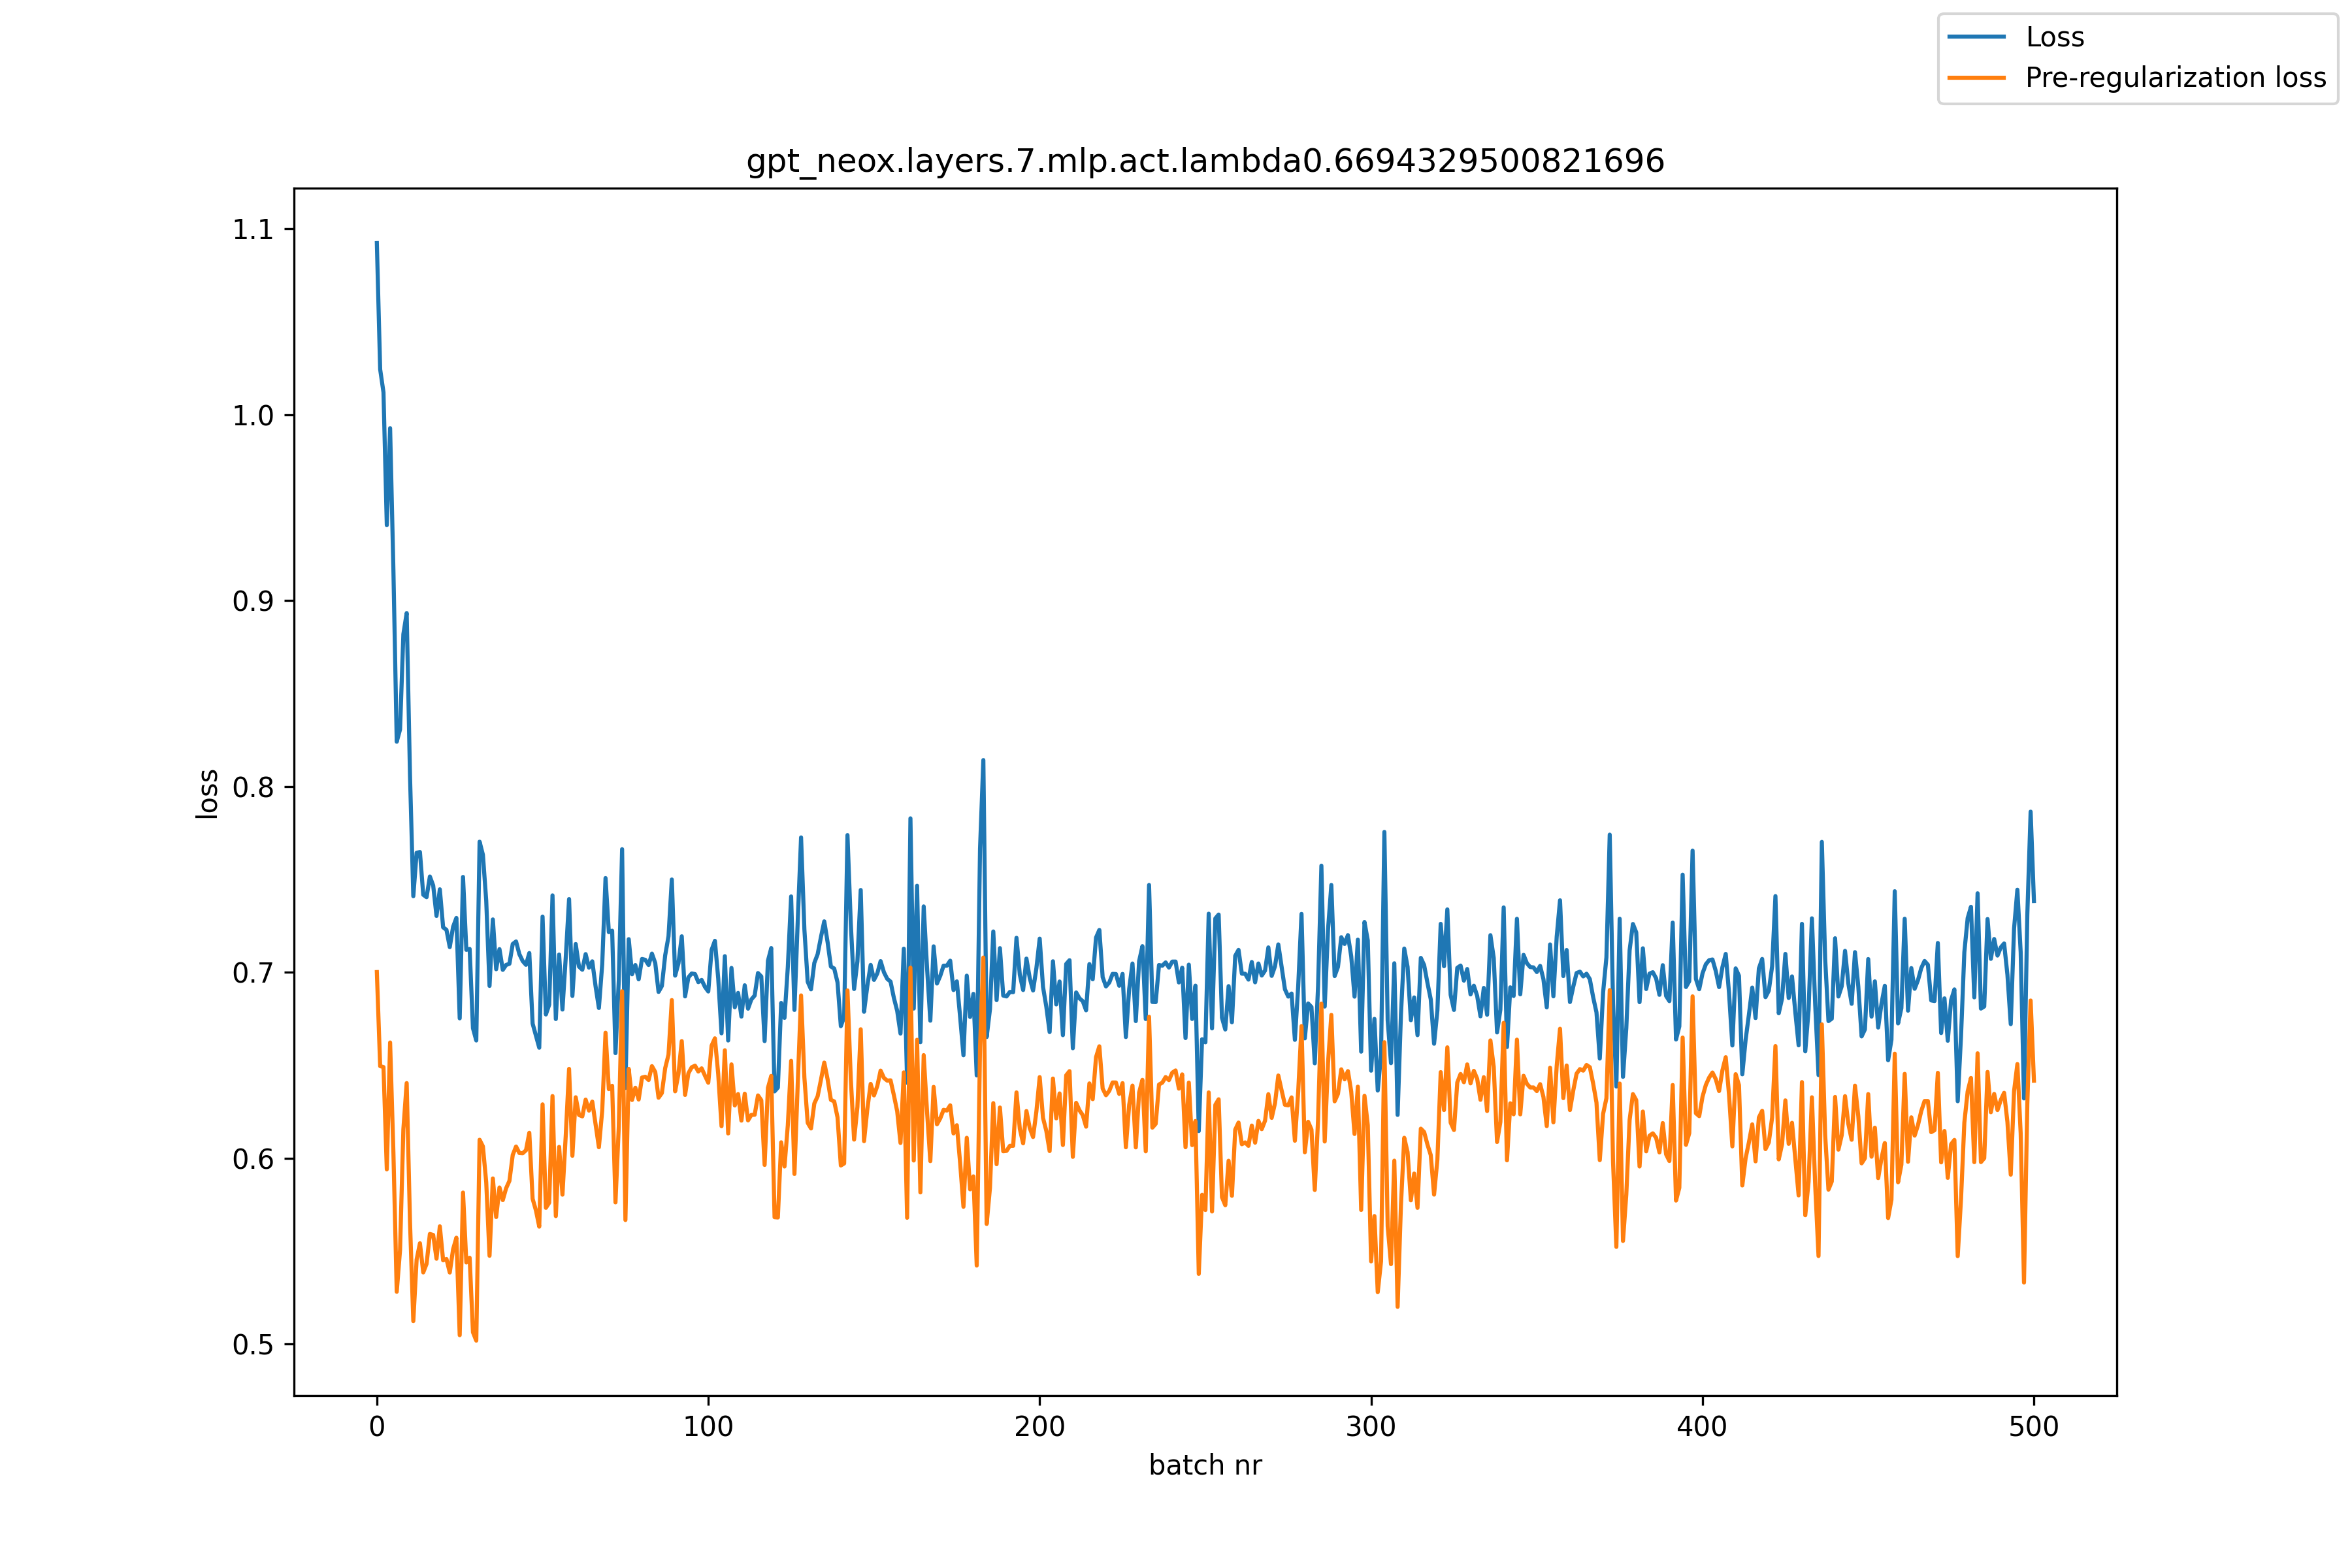 Loss
Pre-regularization loss
gpt_neox.layers.7.mlp.act.lambda0.6694329500821696
1.1
1.0
0.9
0.8
0.7
0.6
0.5
loss
0 100 200 300 400 500
batch nr